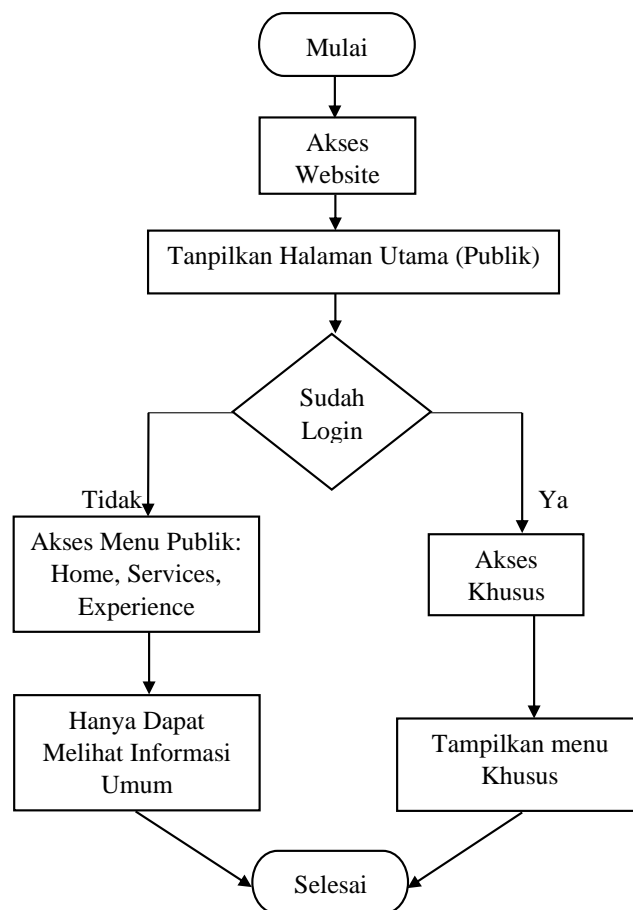 Mulai
Akses
Website
Tanpilkan Halaman Utama (Publik)
Sudah
Login
Tidak
Ya
Akses Menu Publik:
Home, Services,
Experience
Akses
Khusus
Hanya Dapat
Melihat Informasi
Umum
Tampilkan menu
Khusus
Selesai